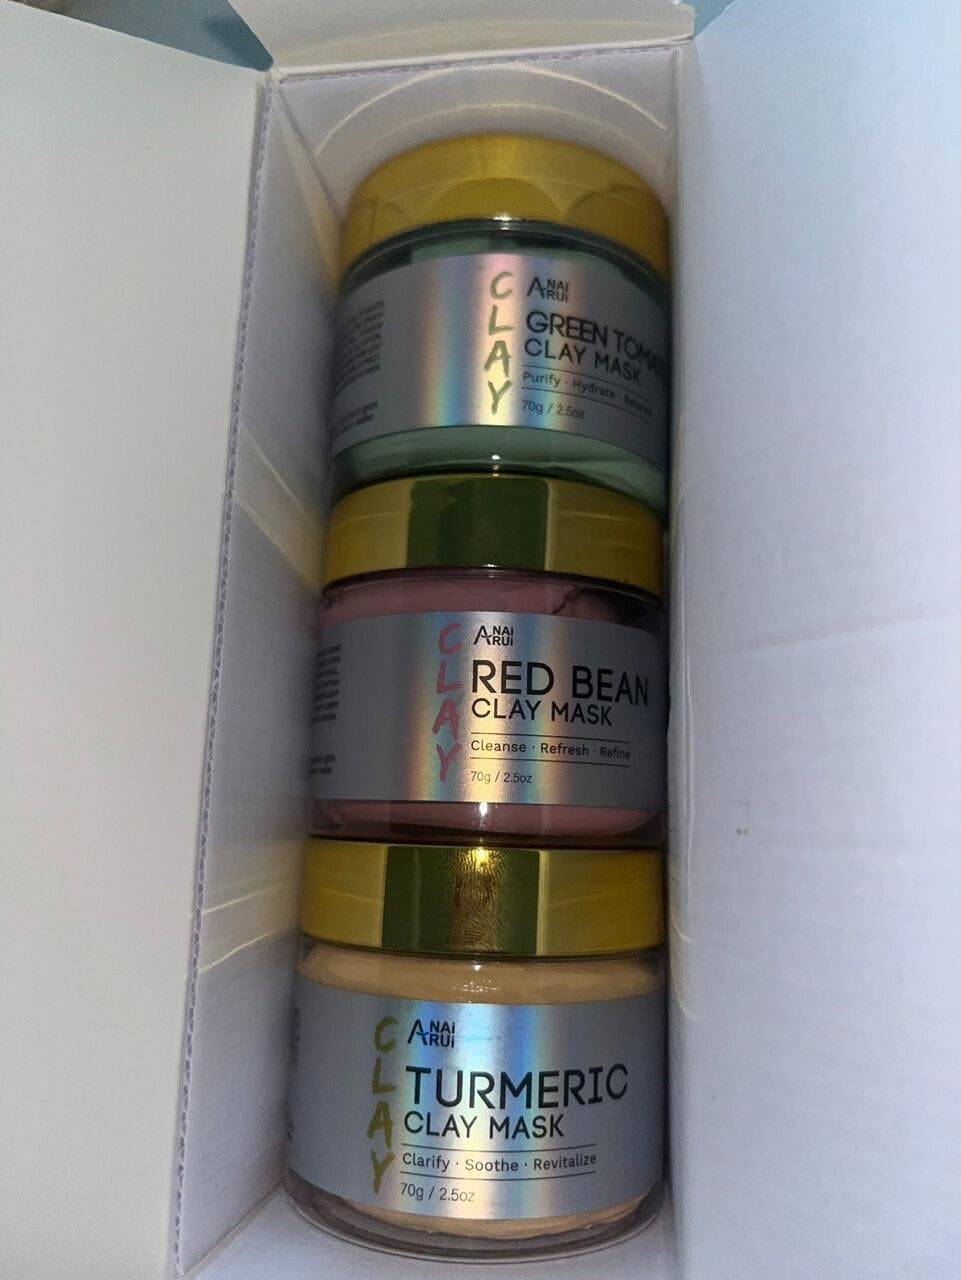 CLAY
ANAI
RUI
GREEN TOMA
CLAY MASK
Purify · Hydrate · Balance
70g / 2.5oz
CLAY
ANAI
RUI
RED BEAN
CLAY MASK
Cleanse · Refresh · Refine
70g / 2.5oz
CLAY
ANAI
RUI
TURMERIC
CLAY MASK
Clarify · Soothe · Revitalize
70g / 2.5oz